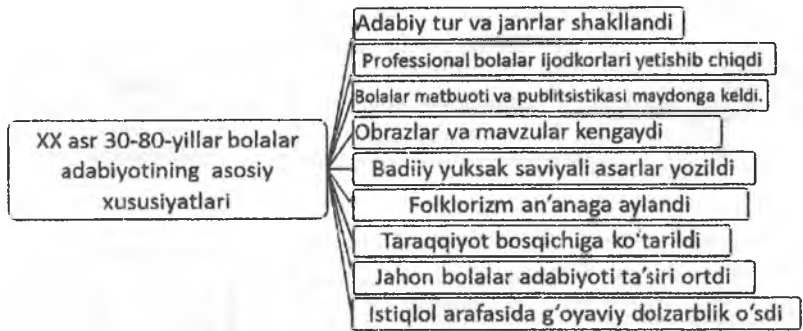 XX asr 30-80-yillar bolalar
adabiyotining asosiy
xususiyatlari
Adabiy tur va janrlar shakllandi
Professional bolalar ijodkorlari yetishib chiqdi
Bolalar matbuoti va publitsistikasi maydonga keldi.
Obrazlar va mavzular kengaydi
Badiiy yuksak saviyali asarlar yozildi
Folklorizm an'anaga aylandi
Taraqqiyot bosqichiga ko'tarildi
Jahon bolalar adabiyoti ta'siri ortdi
Istiqlol arafasida g'oyaviy dolzarblik o'sdi